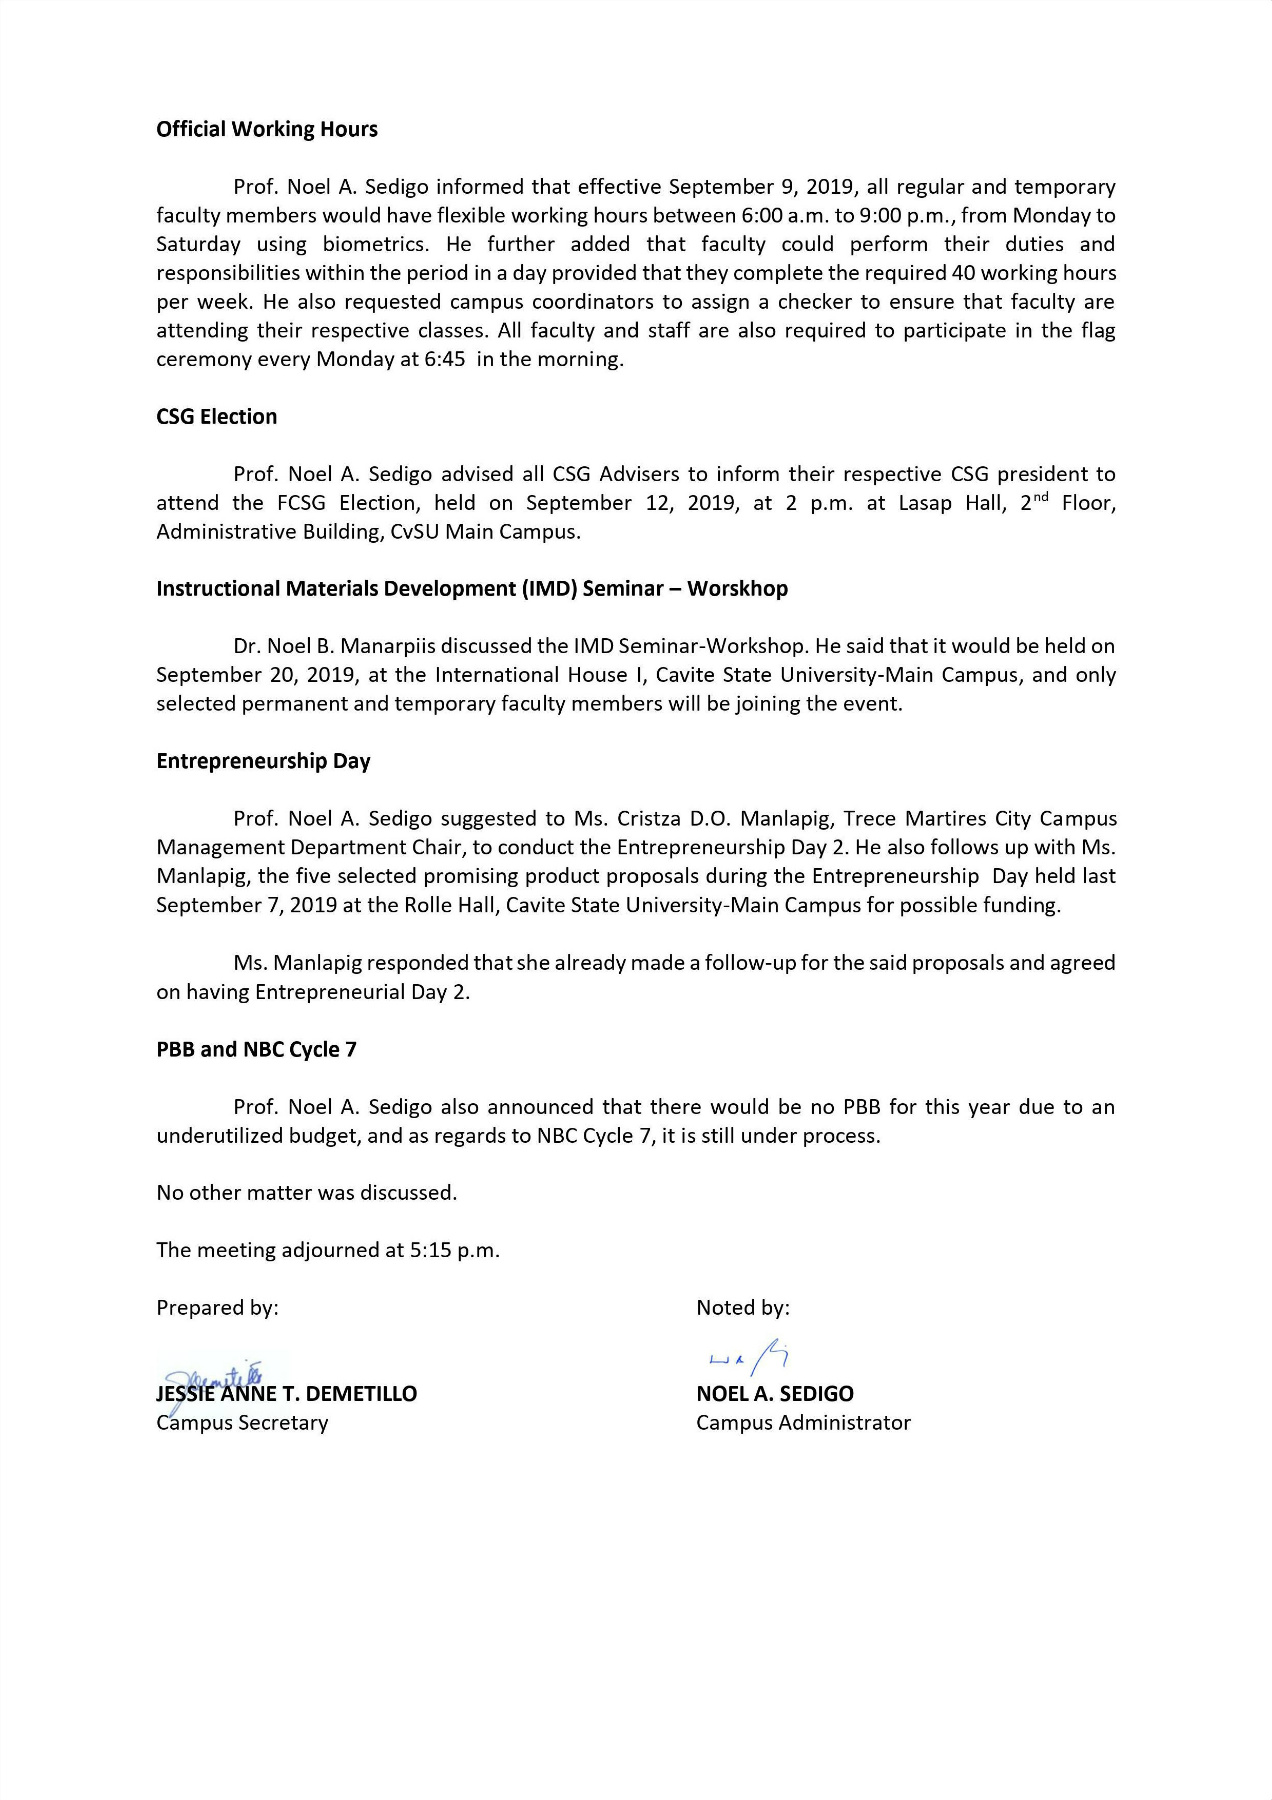 Official Working Hours
Prof. Noel A. Sedigo informed that effective September 9, 2019, all regular and temporary
faculty members would have flexible working hours between 6:00 a.m. to 9:00 p.m., from Monday to
Saturday using biometrics. He further added that faculty could perform their duties and
responsibilities within the period in a day provided that they complete the required 40 working hours
per week. He also requested campus coordinators to assign a checker to ensure that faculty are
attending their respective classes. All faculty and staff are also required to participate in the flag
ceremony every Monday at 6:45  in the morning.
CSG Election
Prof. Noel A. Sedigo advised all CSG Advisers to inform their respective CSG president to
attend the FCSG Election, held on September 12, 2019, at 2 p.m. at Lasap Hall, 2nd Floor,
Administrative Building, CvSU Main Campus.
Instructional Materials Development (IMD) Seminar – Worskhop
Dr. Noel B. Manarpiis discussed the IMD Seminar-Workshop. He said that it would be held on
September 20, 2019, at the International House I, Cavite State University-Main Campus, and only
selected permanent and temporary faculty members will be joining the event.
Entrepreneurship Day
Prof. Noel A. Sedigo suggested to Ms. Cristza D.O. Manlapig, Trece Martires City Campus
Management Department Chair, to conduct the Entrepreneurship Day 2. He also follows up with Ms.
Manlapig, the five selected promising product proposals during the Entrepreneurship  Day held last
September 7, 2019 at the Rolle Hall, Cavite State University-Main Campus for possible funding.
Ms. Manlapig responded that she already made a follow-up for the said proposals and agreed
on having Entrepreneurial Day 2.
PBB and NBC Cycle 7
Prof. Noel A. Sedigo also announced that there would be no PBB for this year due to an
underutilized budget, and as regards to NBC Cycle 7, it is still under process.
No other matter was discussed.
The meeting adjourned at 5:15 p.m.
Prepared by: Noted by:
JESSIE ANNE T. DEMETILLO NOEL A. SEDIGO
Campus Secretary Campus Administrator